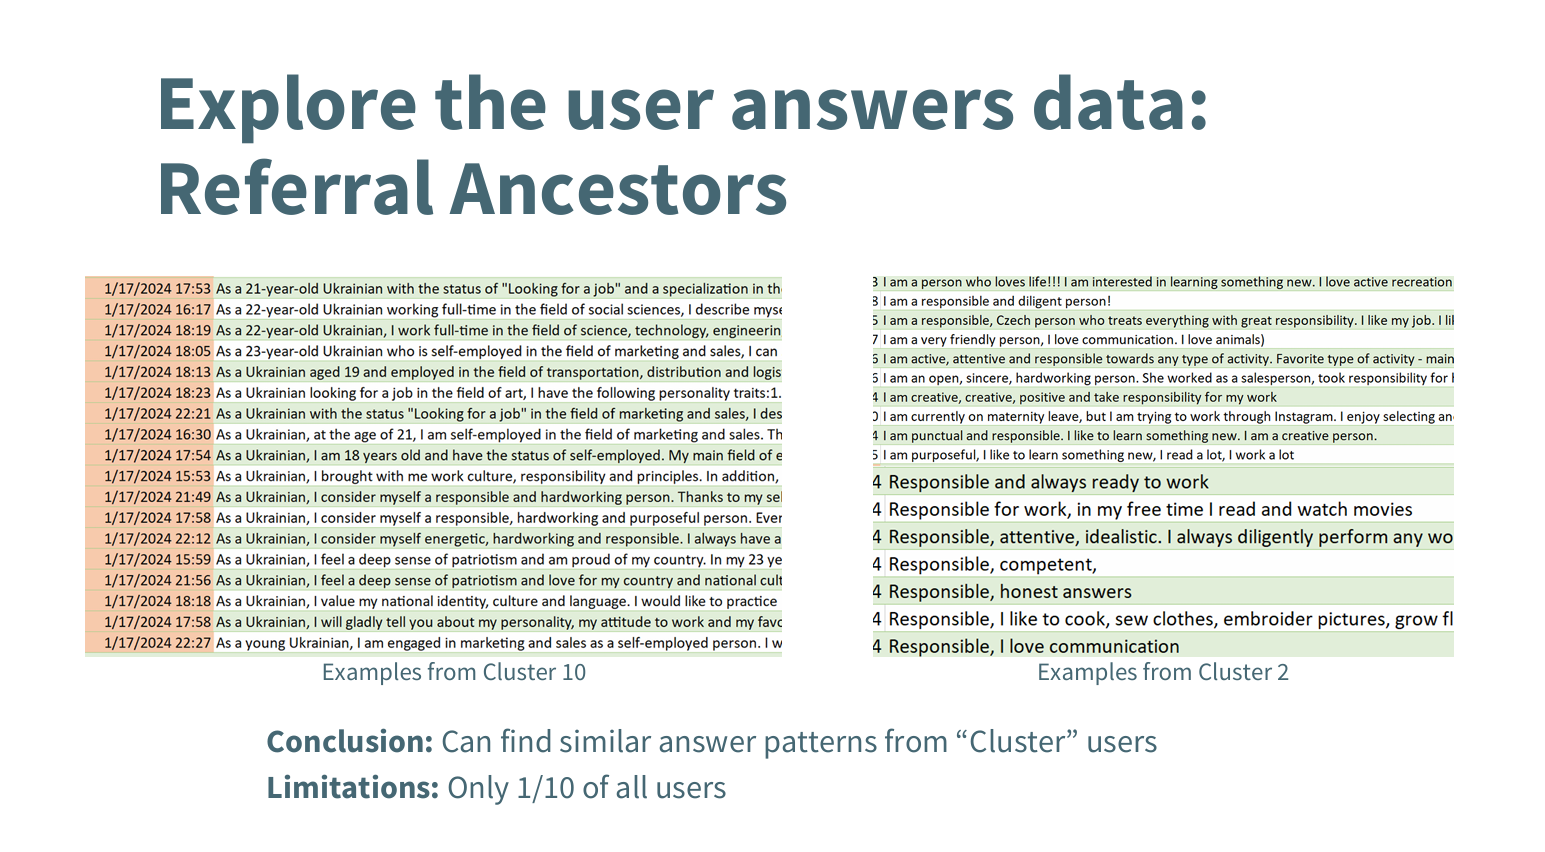 Explore the user answers data:
Referral Ancestors
1/17/2024 17:53 As a 21-year-old Ukrainian with the status of "Looking for a job" and a specialization in the
1/17/2024 16:17 As a 22-year-old Ukrainian working full-time in the field of social sciences, I describe myse
1/17/2024 18:19 As a 22-year-old Ukrainian, I work full-time in the field of science, technology, engineerin
1/17/2024 18:05 As a 23-year-old Ukrainian who is self-employed in the field of marketing and sales, I can
1/17/2024 18:13 As a Ukrainian aged 19 and employed in the field of transportation, distribution and logis
1/17/2024 18:23 As a Ukrainian looking for a job in the field of art, I have the following personality traits:1.
1/17/2024 22:21 As a Ukrainian with the status "Looking for a job" in the field of marketing and sales, I des
1/17/2024 16:30 As a Ukrainian, at the age of 21, I am self-employed in the field of marketing and sales. Th
1/17/2024 17:54 As a Ukrainian, I am 18 years old and have the status of self-employed. My main field of e
1/17/2024 15:53 As a Ukrainian, I brought with me work culture, responsibility and principles. In addition,
1/17/2024 21:49 As a Ukrainian, I consider myself a responsible and hardworking person. Thanks to my sel
1/17/2024 17:58 As a Ukrainian, I consider myself a responsible, hardworking and purposeful person. Ever
1/17/2024 22:12 As a Ukrainian, I consider myself energetic, hardworking and responsible. I always have a
1/17/2024 15:59 As a Ukrainian, I feel a deep sense of patriotism and am proud of my country. In my 23 ye
1/17/2024 21:56 As a Ukrainian, I feel a deep sense of patriotism and love for my country and national cult
1/17/2024 18:18 As a Ukrainian, I value my national identity, culture and language. I would like to practice
1/17/2024 17:58 As a Ukrainian, I will gladly tell you about my personality, my attitude to work and my favo
1/17/2024 22:27 As a young Ukrainian, I am engaged in marketing and sales as a self-employed person. I w
Examples from Cluster 10
3 I am a person who loves life!!! I am interested in learning something new. I love active recreation
8 I am a responsible and diligent person!
5 I am a responsible, Czech person who treats everything with great responsibility. I like my job. I lik
7 I am a very friendly person, I love communication. I love animals)
6 I am active, attentive and responsible towards any type of activity. Favorite type of activity - main
6 I am an open, sincere, hardworking person. She worked as a salesperson, took responsibility for
4 I am creative, creative, positive and take responsibility for my work
0 I am currently on maternity leave, but I am trying to work through Instagram. I enjoy selecting an
4 I am punctual and responsible. I like to learn something new. I am a creative person.
5 I am purposeful, I like to learn something new, I read a lot, I work a lot
4 Responsible and always ready to work
4 Responsible for work, in my free time I read and watch movies
4 Responsible, attentive, idealistic. I always diligently perform any wo
4 Responsible, competent,
4 Responsible, honest answers
4 Responsible, I like to cook, sew clothes, embroider pictures, grow fl
4 Responsible, I love communication
Examples from Cluster 2
Conclusion: Can find similar answer patterns from “Cluster” users
Limitations: Only 1/10 of all users